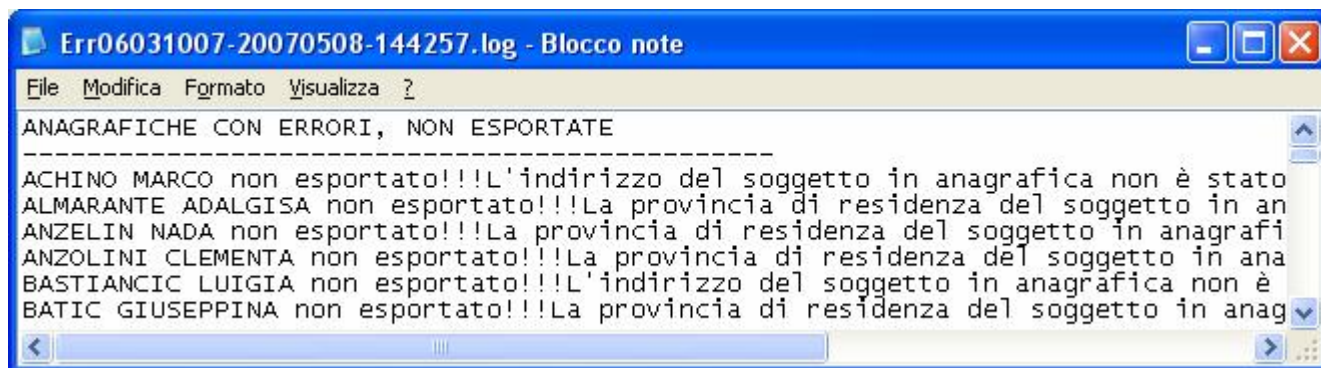 Err06031007-20070508-144257.log - Blocco note
File Modifica Formato Visualizza ?
ANAGRAFICHE CON ERRORI, NON ESPORTATE
-----------------------------------------------
ACHINO MARCO non esportato!!!L'indirizzo del soggetto in anagrafica non è stato
ALMARANTE ADALGISA non esportato!!!La provincia di residenza del soggetto in an
ANZELIN NADA non esportato!!!La provincia di residenza del soggetto in anagrafi
ANZOLINI CLEMENTA non esportato!!!La provincia di residenza del soggetto in ana
BASTIANCIC LUIGIA non esportato!!!L'indirizzo del soggetto in anagrafica non è
BATIC GIUSEPPINA non esportato!!!La provincia di residenza del soggetto in anag